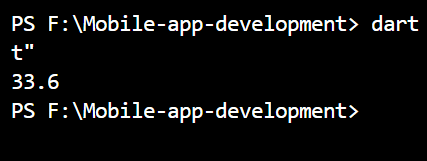 PS F:\Mobile-app-development> dart
t"
33.6
PS F:\Mobile-app-development>